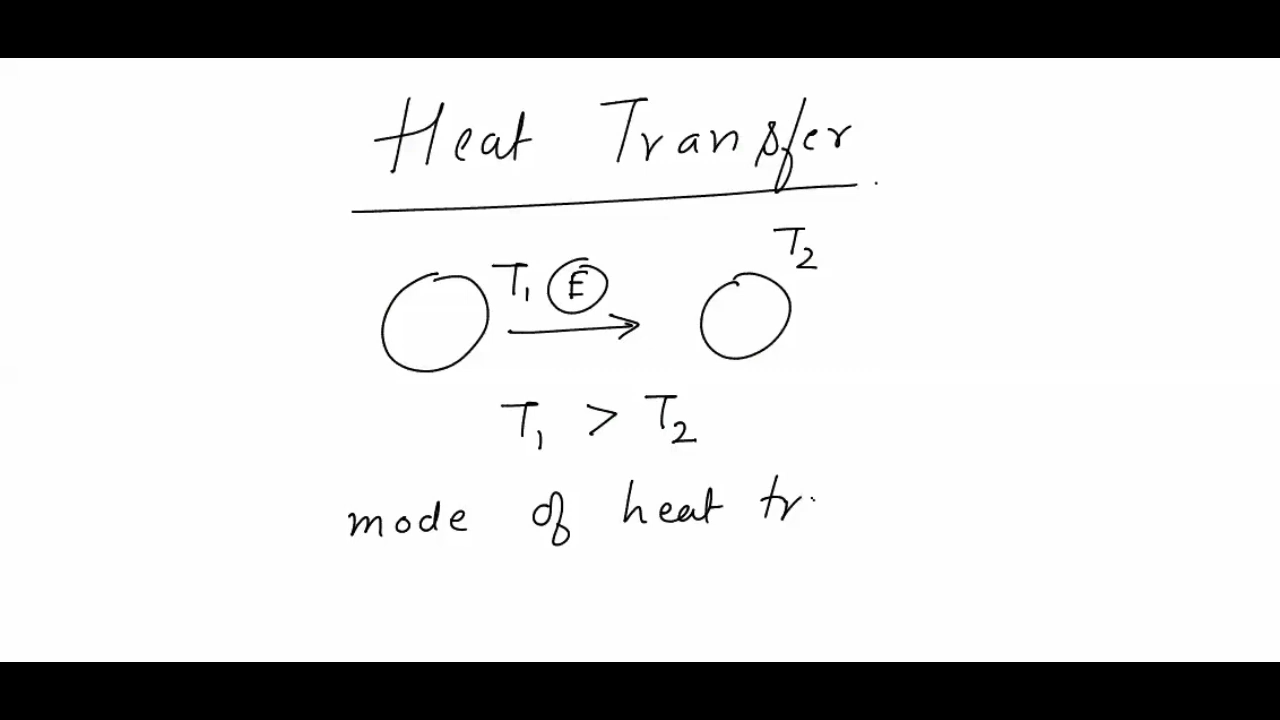 Heat Transfer
T₁ E T₂
T₁ > T₂
mode of heat tr